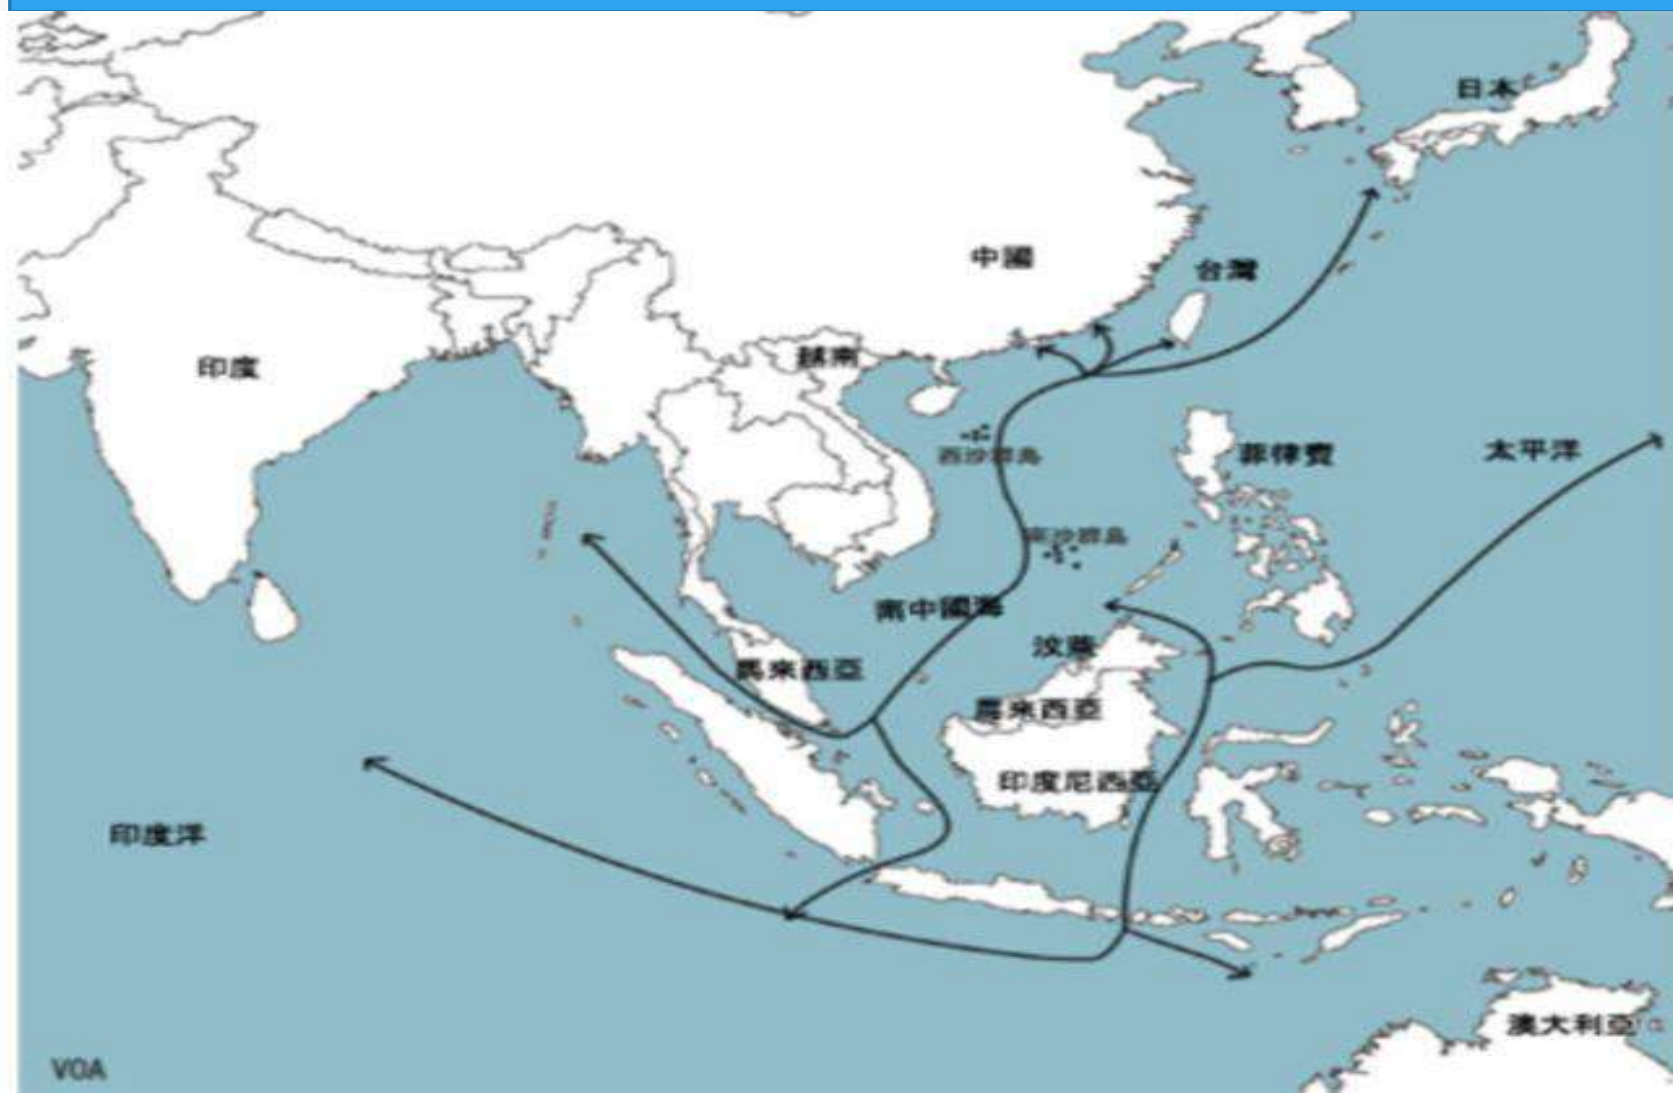 日本
中國
台灣
印度
越南
西沙群島
菲律賓
太平洋
南沙群島
南中國海
汶萊
馬來西亞
馬來西亞
印度尼西亞
印度洋
澳大利亞
VOA